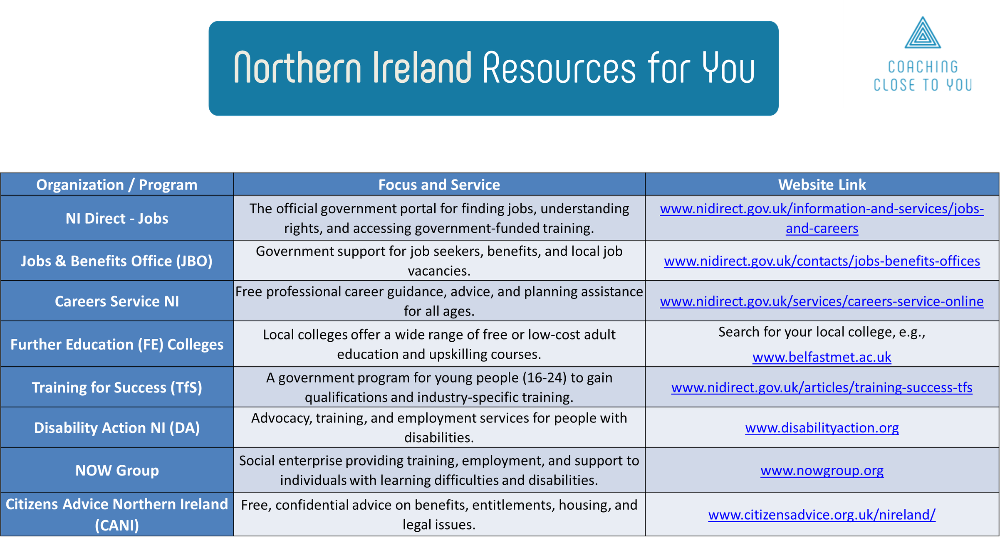 Northern Ireland Resources for You
COACHING
CLOSE TO YOU
Organization / Program
Focus and Service
Website Link
NI Direct - Jobs
The official government portal for finding jobs, understanding
rights, and accessing government-funded training.
www.nidirect.gov.uk/information-and-services/jobs-
and-careers
Jobs & Benefits Office (JBO)
Government support for job seekers, benefits, and local job
vacancies.
www.nidirect.gov.uk/contacts/jobs-benefits-offices
Careers Service NI
Free professional career guidance, advice, and planning assistance
for all ages.
www.nidirect.gov.uk/services/careers-service-online
Further Education (FE) Colleges
Local colleges offer a wide range of free or low-cost adult
education and upskilling courses.
Search for your local college, e.g.,
www.belfastmet.ac.uk
Training for Success (TfS)
A government program for young people (16-24) to gain
qualifications and industry-specific training.
www.nidirect.gov.uk/articles/training-success-tfs
Disability Action NI (DA)
Advocacy, training, and employment services for people with
disabilities.
www.disabilityaction.org
NOW Group
Social enterprise providing training, employment, and support to
individuals with learning difficulties and disabilities.
www.nowgroup.org
Citizens Advice Northern Ireland
(CANI)
Free, confidential advice on benefits, entitlements, housing, and
legal issues.
www.citizensadvice.org.uk/nireland/